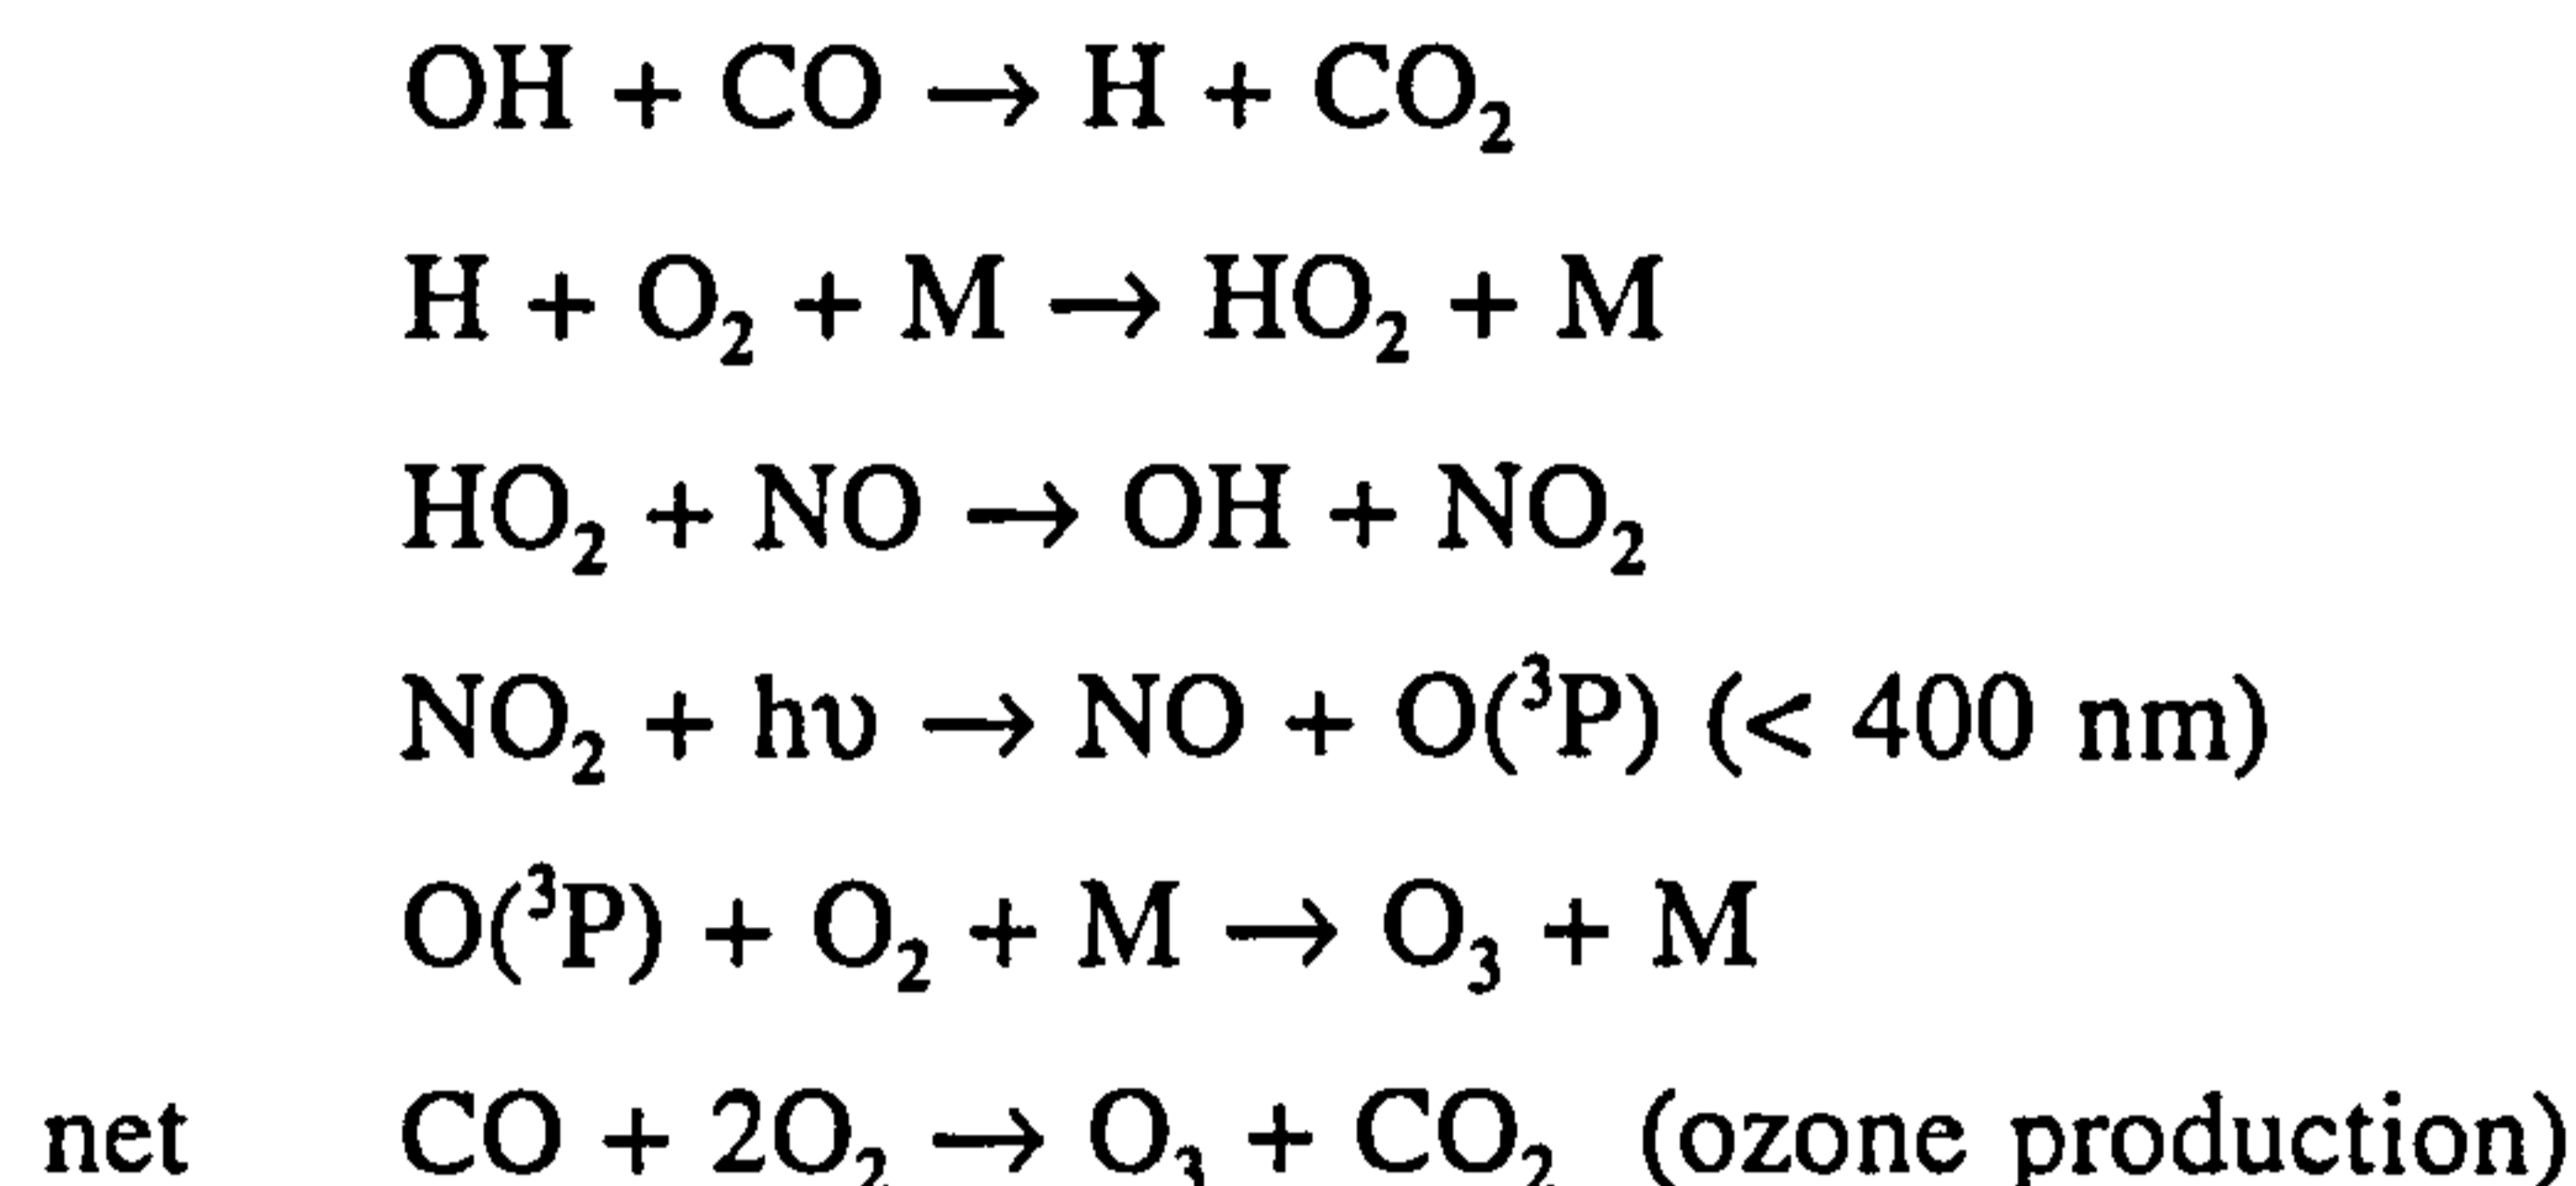 OH + CO → H + CO₂
H + O₂ + M → HO₂ + M
HO₂ + NO → OH + NO₂
NO₂ + hυ → NO + O(³P) (< 400 nm)
O(³P) + O₂ + M → O₃ + M
net CO + 2O₂ → O₃ + CO₂ (ozone production)